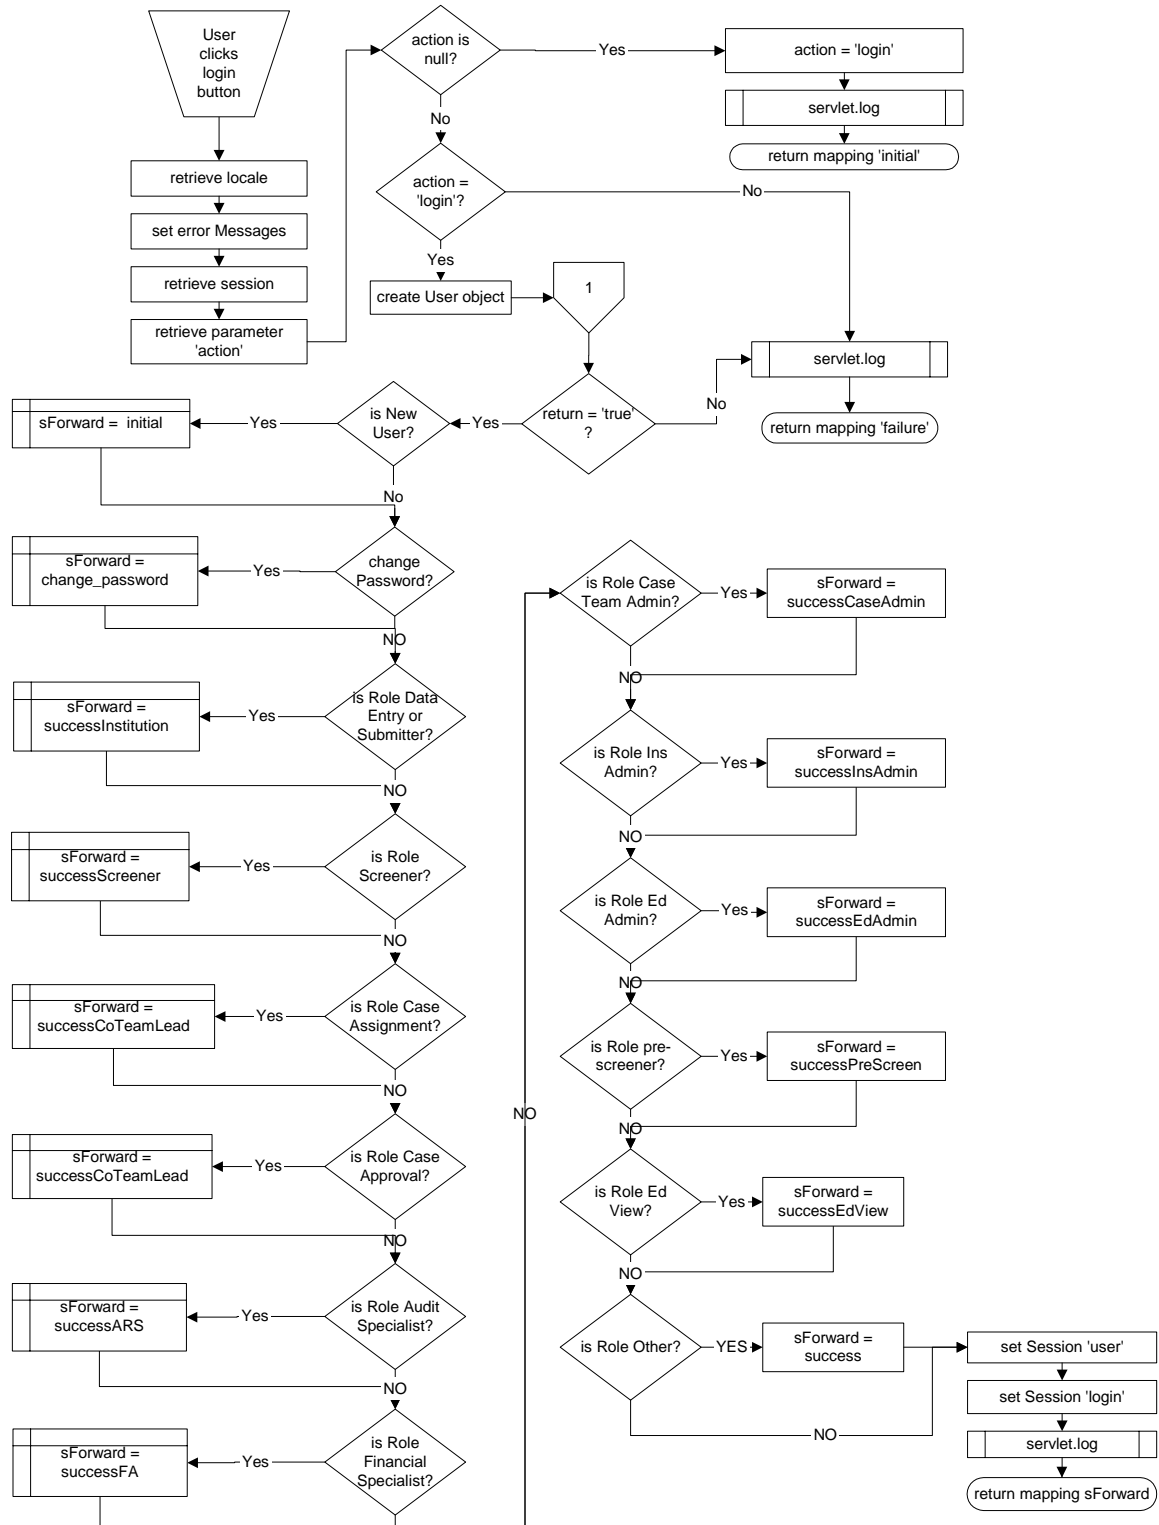 User
clicks
login
button
retrieve locale
set error Messages
retrieve session
retrieve parameter
'action'
action is
null?
Yes
action = 'login'
servlet.log
return mapping 'initial'
No
action =
'login'?
No
Yes
create User object
1
servlet.log
return mapping 'failure'
return = 'true'
?
No
Yes
is New
User?
Yes
sForward = initial
No
change
Password?
Yes
sForward =
change_password
NO
is Role Data
Entry or
Submitter?
Yes
sForward =
successInstitution
NO
is Role
Screener?
Yes
sForward =
successScreener
NO
is Role Case
Assignment?
Yes
sForward =
successCoTeamLead
NO
is Role Case
Approval?
Yes
sForward =
successCoTeamLead
NO
is Role Audit
Specialist?
Yes
sForward =
successARS
NO
is Role
Financial
Specialist?
Yes
sForward =
successFA
NO
is Role Case
Team Admin?
Yes
sForward =
successCaseAdmin
NO
is Role Ins
Admin?
Yes
sForward =
successInsAdmin
NO
is Role Ed
Admin?
Yes
sForward =
successEdAdmin
NO
is Role pre-
screener?
Yes
sForward =
successPreScreen
NO
is Role Ed
View?
Yes
sForward =
successEdView
NO
is Role Other?
YES
sForward =
success
NO
set Session 'user'
set Session 'login'
servlet.log
return mapping sForward